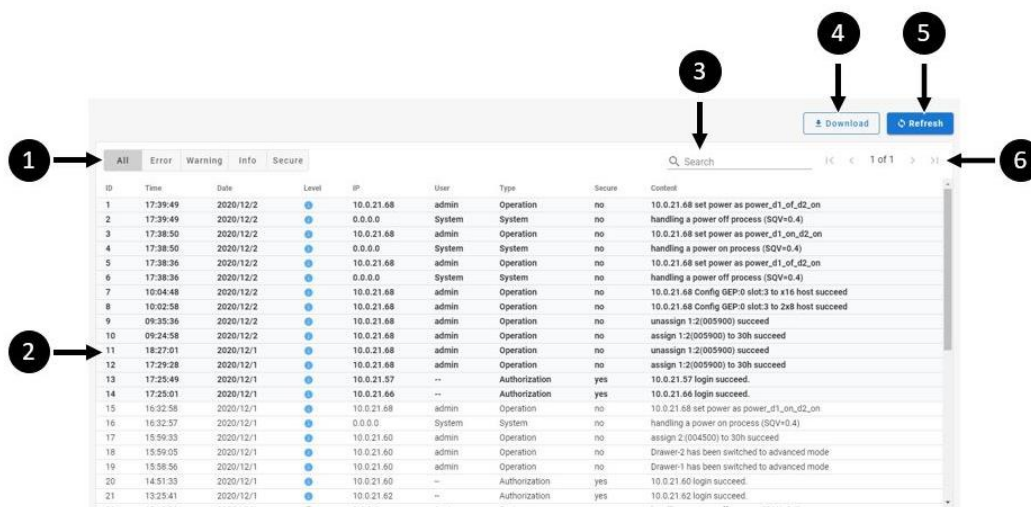 4 5
3
Download Refresh
1 All Error Warning Info Secure Search 1 of 1 6
ID Time Date Level IP User Type Secure Content
1 17:39:49 2020/12/2 10.0.21.68 admin Operation no 10.0.21.68 set power as power_d1_of_d2_on
2 17:39:49 2020/12/2 0.0.0.0 System System no handling a power off process (SQV=0.4)
3 17:38:50 2020/12/2 10.0.21.68 admin Operation no 10.0.21.68 set power as power_d1_on_d2_on
4 17:38:50 2020/12/2 0.0.0.0 System System no handling a power on process (SQV=0.4)
5 17:38:36 2020/12/2 10.0.21.68 admin Operation no 10.0.21.68 set power as power_d1_of_d2_on
6 17:38:36 2020/12/2 0.0.0.0 System System no handling a power off process (SQV=0.4)
7 10:04:48 2020/12/2 10.0.21.68 admin Operation no 10.0.21.68 Config GEP:0 slot:3 to x16 host succeed
8 10:02:58 2020/12/2 10.0.21.68 admin Operation no 10.0.21.68 Config GEP:0 slot:3 to 2x8 host succeed
9 09:35:36 2020/12/2 10.0.21.68 admin Operation no unassign 1:2(005900) succeed
10 09:24:58 2020/12/2 10.0.21.68 admin Operation no assign 1:2(005900) to 30h succeed
2 11 18:27:01 2020/12/1 10.0.21.68 admin Operation no unassign 1:2(005900) succeed
12 17:29:28 2020/12/1 10.0.21.68 admin Operation no assign 1:2(005900) to 30h succeed
13 17:25:49 2020/12/1 10.0.21.57 -- Authorization yes 10.0.21.57 login succeed.
14 17:25:01 2020/12/1 10.0.21.66 -- Authorization yes 10.0.21.66 login succeed.
15 16:32:58 2020/12/1 10.0.21.68 admin Operation no 10.0.21.68 set power as power_d1_on_d2_on
16 16:32:57 2020/12/1 0.0.0.0 System System no handling a power on process (SQV=0.4)
17 15:59:33 2020/12/1 10.0.21.60 admin Operation no assign 2:(004500) to 30h succeed
18 15:59:05 2020/12/1 10.0.21.60 admin Operation no Drawer-2 has been switched to advanced mode
19 15:58:56 2020/12/1 10.0.21.60 admin Operation no Drawer-1 has been switched to advanced mode
20 14:51:33 2020/12/1 10.0.21.60 -- Authorization yes 10.0.21.60 login succeed.
21 13:25:41 2020/12/1 10.0.21.62 -- Authorization yes 10.0.21.62 login succeed.